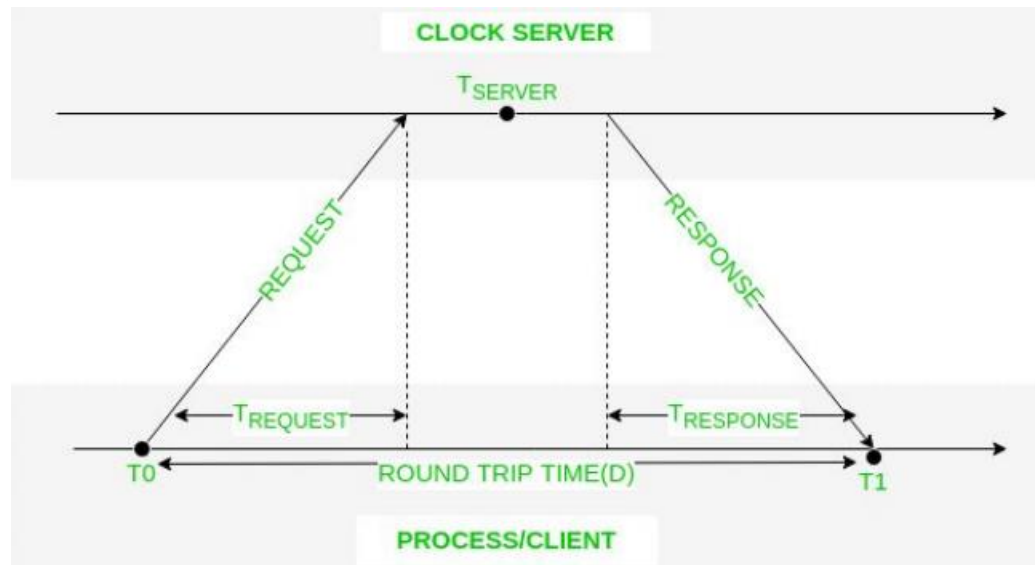 CLOCK SERVER
TSERVER
REQUEST
RESPONSE
TREQUEST
TRESPONSE
T0
ROUND TRIP TIME(D)
T1
PROCESS/CLIENT